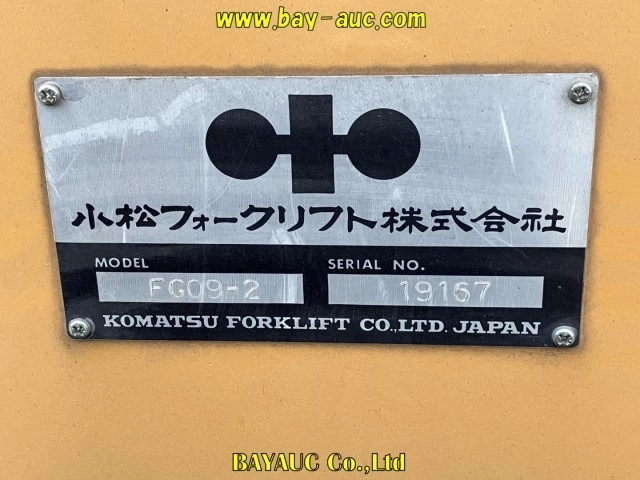 www.bay-auc.com
小松フォークリフト株式会社
MODEL FG09-2 SERIAL NO. 19167
KOMATSU FORKLIFT CO.,LTD. JAPAN
BAYAUC Co.,Ltd